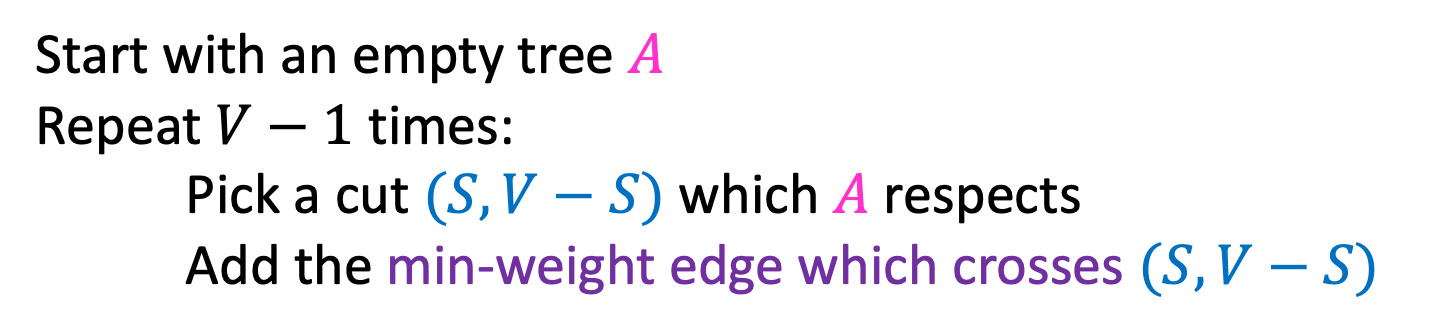 Start with an empty tree A
Repeat V − 1 times:
Pick a cut (S, V − S) which A respects
Add the min-weight edge which crosses (S, V − S)